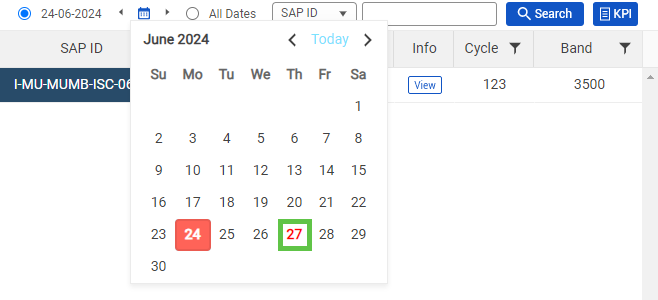 24-06-2024 All Dates SAP ID Search KPI
SAP ID Info Cycle Band
I-MU-MUMB-ISC-06 View 123 3500
June 2024 Today
Su Mo Tu We Th Fr Sa
1
2 3 4 5 6 7 8
9 10 11 12 13 14 15
16 17 18 19 20 21 22
23 24 25 26 27 28 29
30